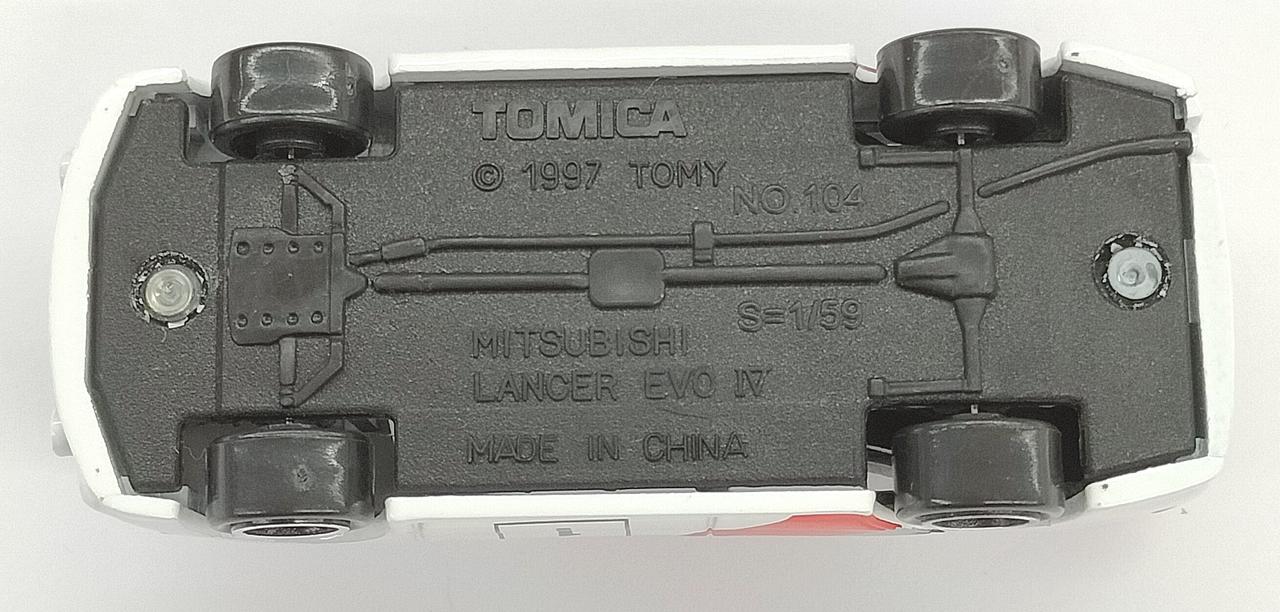 TOMICA
© 1997 TOMY
NO.104
S=1/59
MITSUBISHI
LANCER EVO IV
MADE IN CHINA